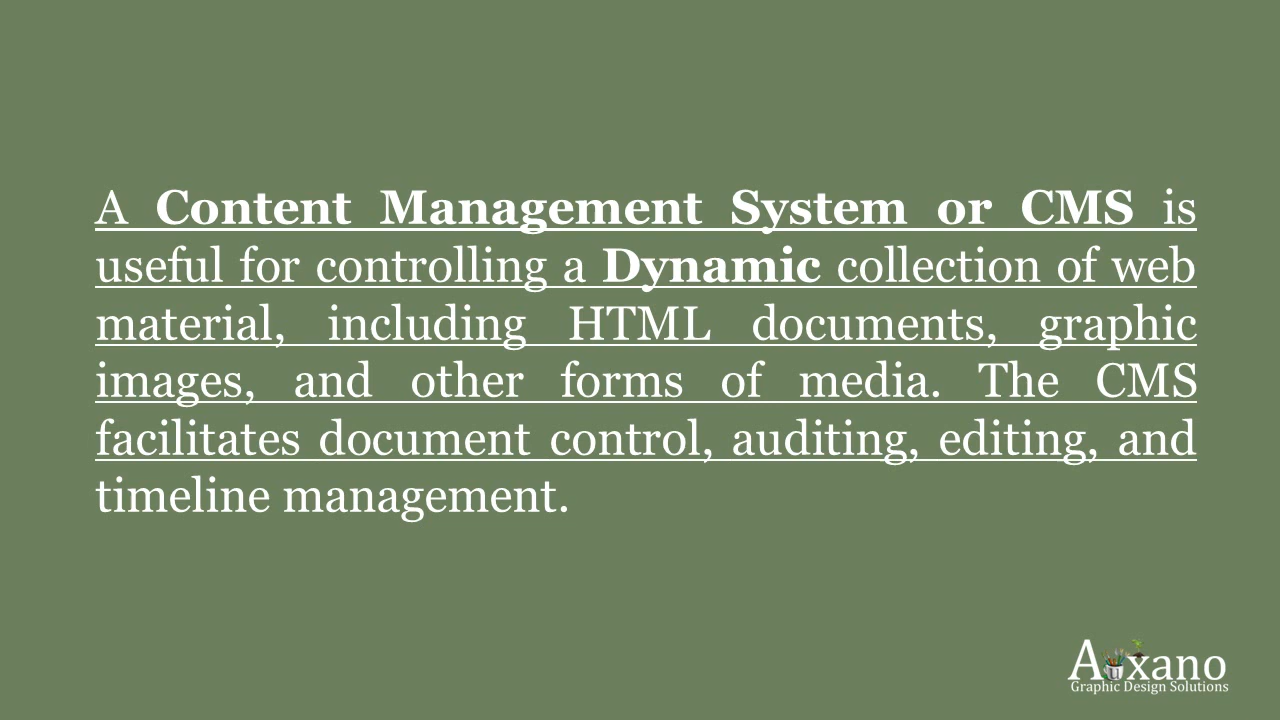 A Content Management System or CMS is
useful for controlling a Dynamic collection of web
material, including HTML documents, graphic
images, and other forms of media. The CMS
facilitates document control, auditing, editing, and
timeline management.
Auxano
Graphic Design Solutions